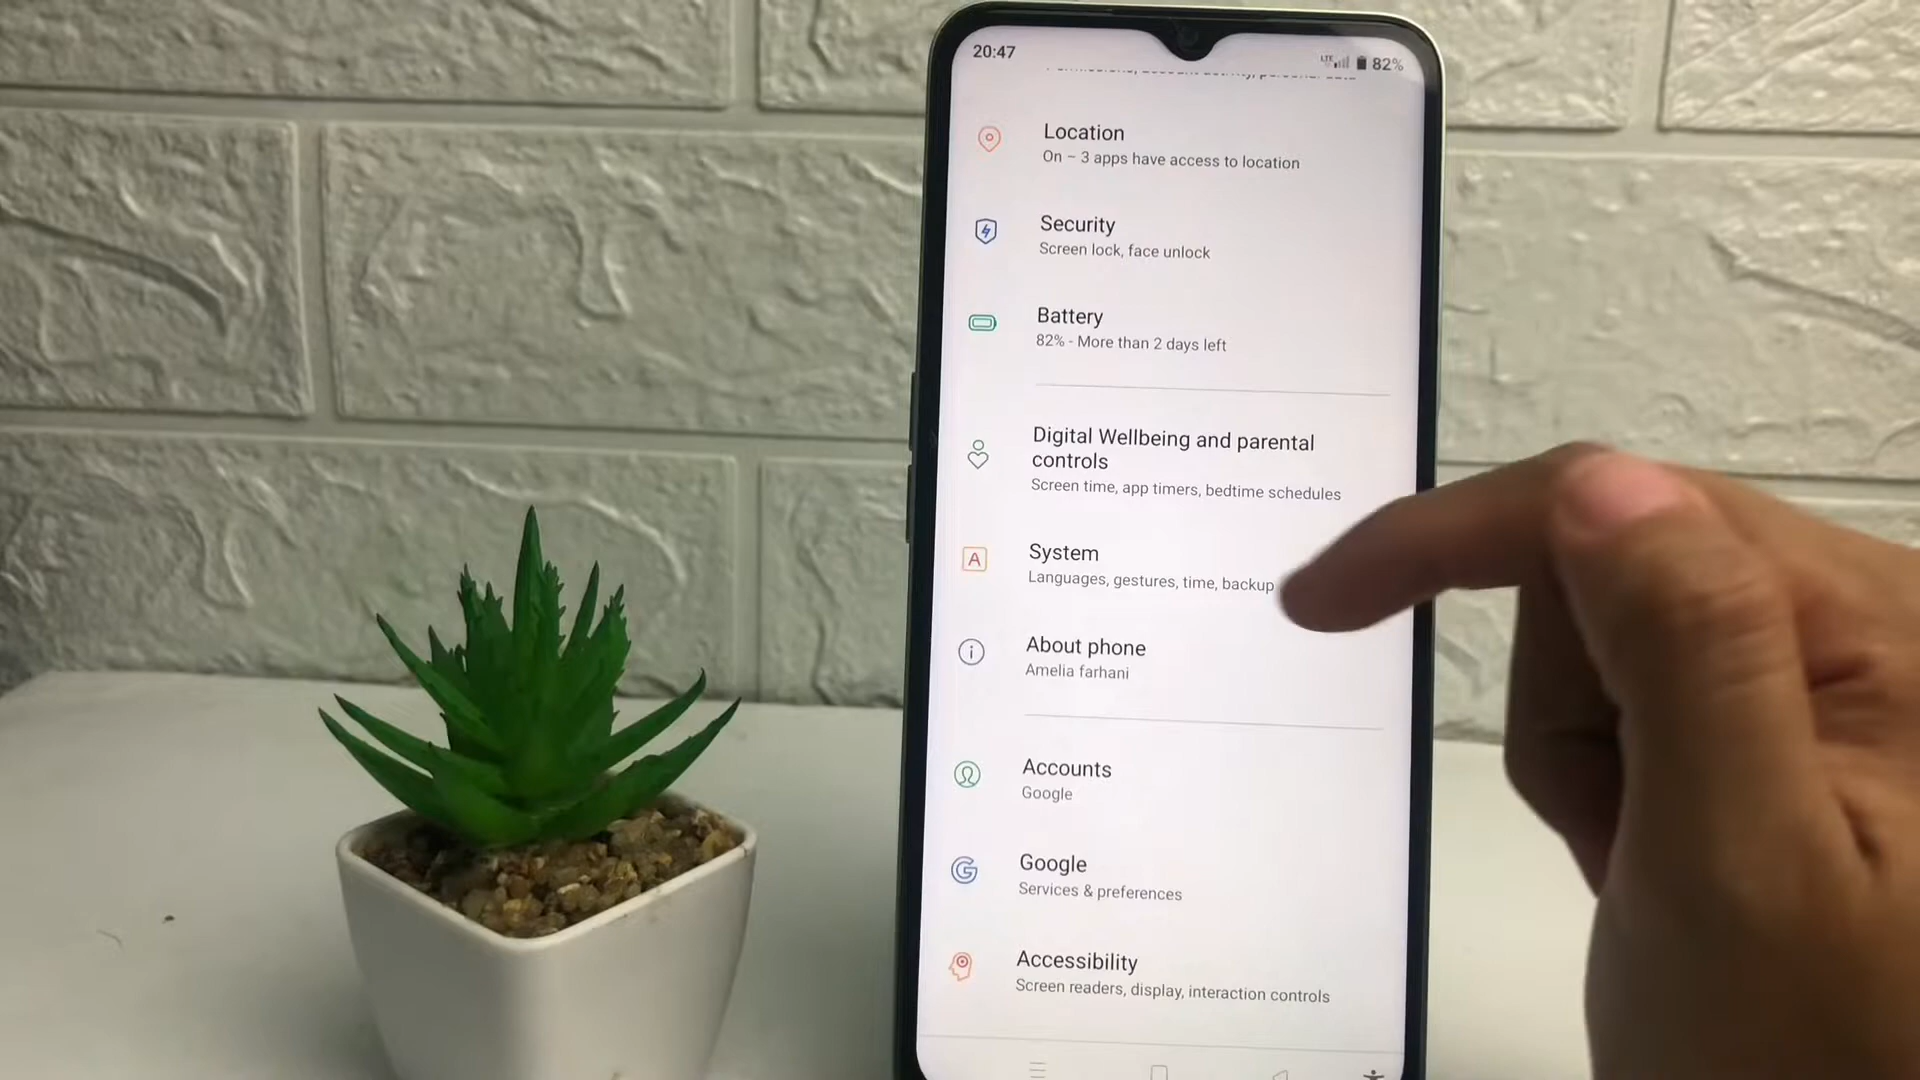 20:47
LTE 82%
Location
On – 3 apps have access to location
Security
Screen lock, face unlock
Battery
82% - More than 2 days left
Digital Wellbeing and parental
controls
Screen time, app timers, bedtime schedules
System
Languages, gestures, time, backup
About phone
Amelia farhani
Accounts
Google
Google
Services & preferences
Accessibility
Screen readers, display, interaction controls